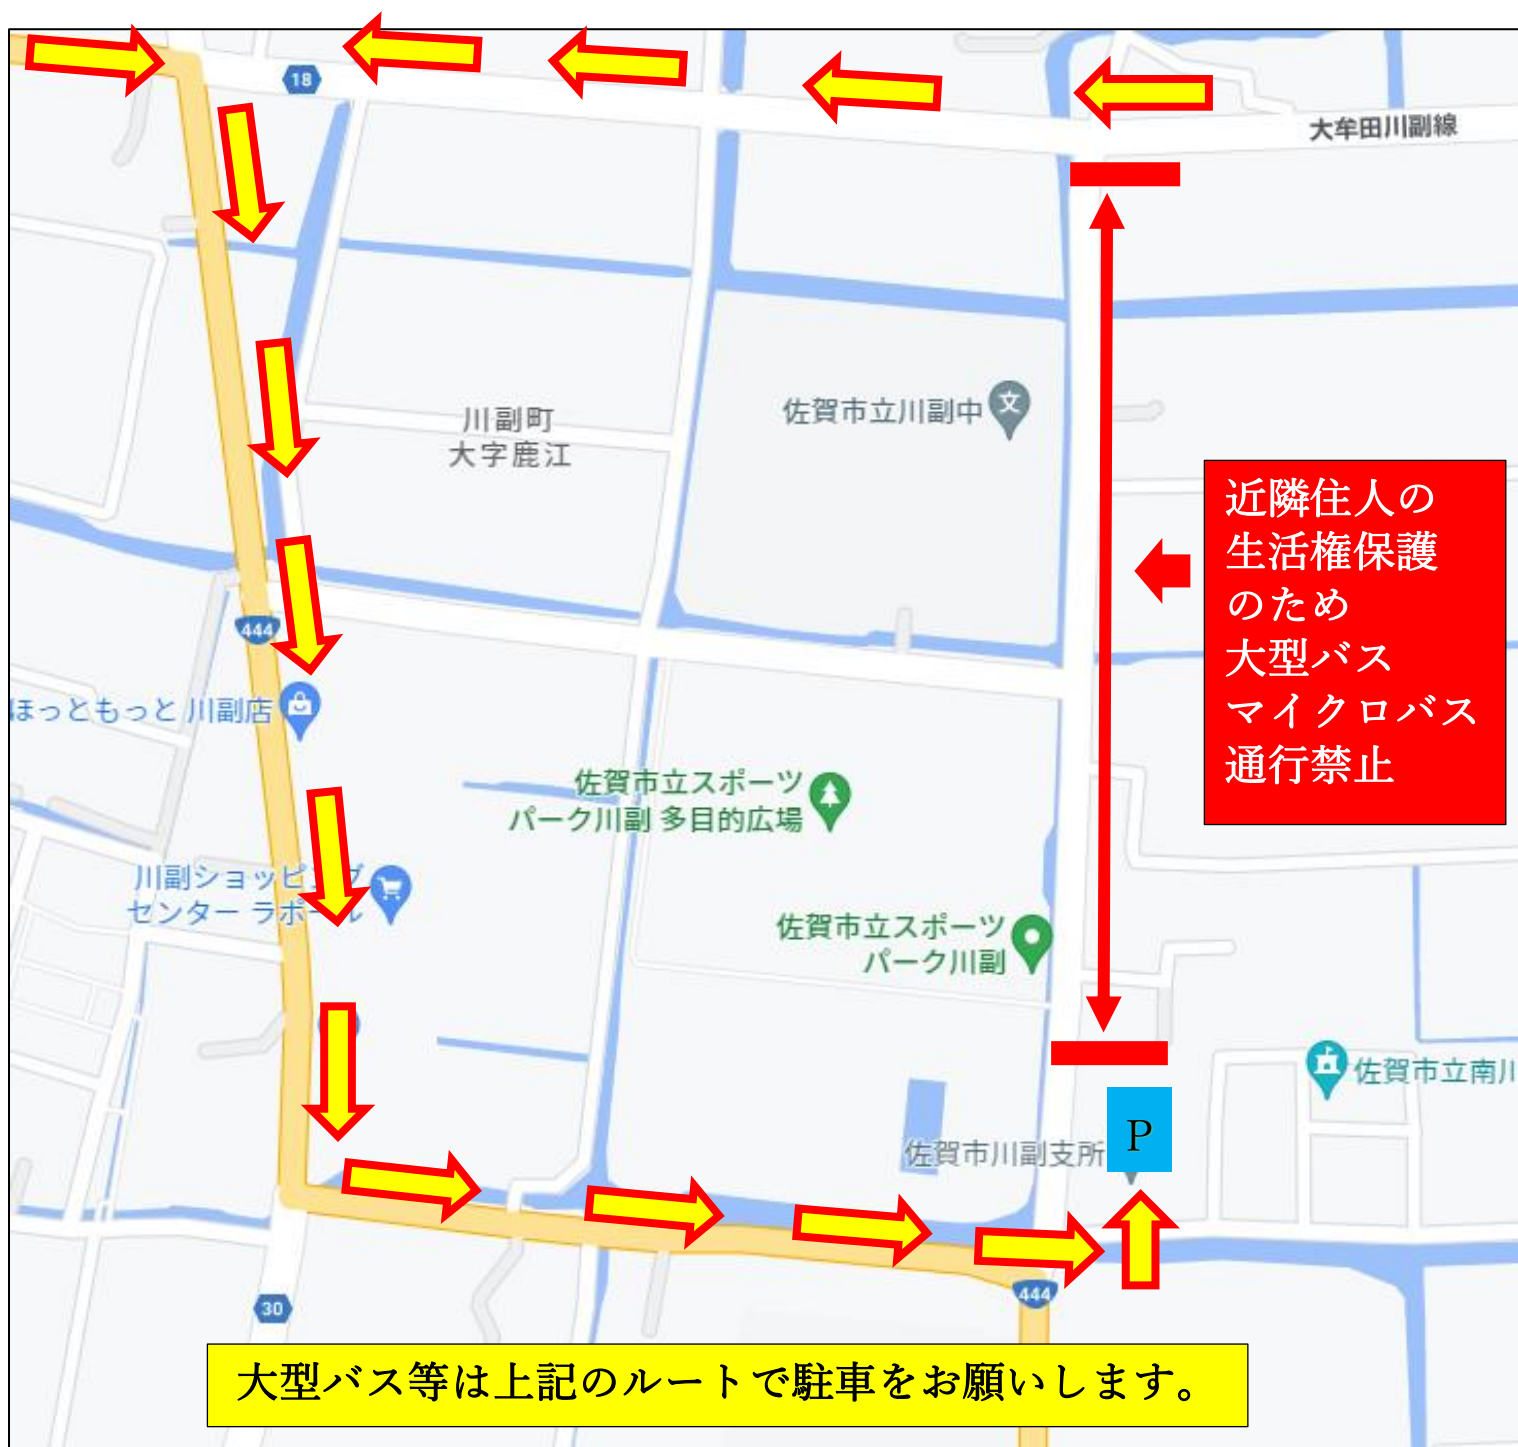 18
大牟田川副線
佐賀市立川副中
文
川副町
大字鹿江
近隣住人の
生活権保護
のため
大型バス
マイクロバス
通行禁止
444
ほっともっと 川副店
佐賀市立スポーツ
パーク川副 多目的広場
川副ショッピング
センター ラポール
佐賀市立スポーツ
パーク川副
佐賀市立南川
P
佐賀市川副支所
444
30
大型バス等は上記のルートで駐車をお願いします。